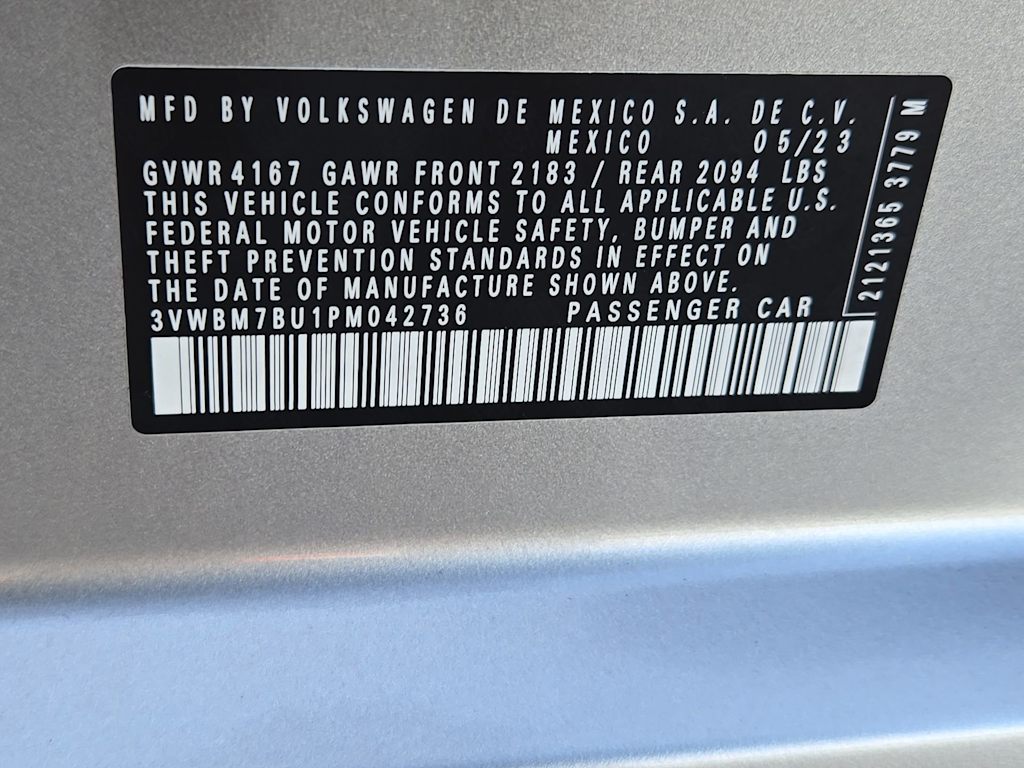 MFD BY VOLKSWAGEN DE MEXICO S.A. DE C.V.
MEXICO 05/23
GVWR 4167 GAWR FRONT 2183 / REAR 2094 LBS
THIS VEHICLE CONFORMS TO ALL APPLICABLE U.S.
FEDERAL MOTOR VEHICLE SAFETY, BUMPER AND
THEFT PREVENTION STANDARDS IN EFFECT ON
THE DATE OF MANUFACTURE SHOWN ABOVE.
3VWBM7BU1PM042736 PASSENGER CAR
2121365 3779 M